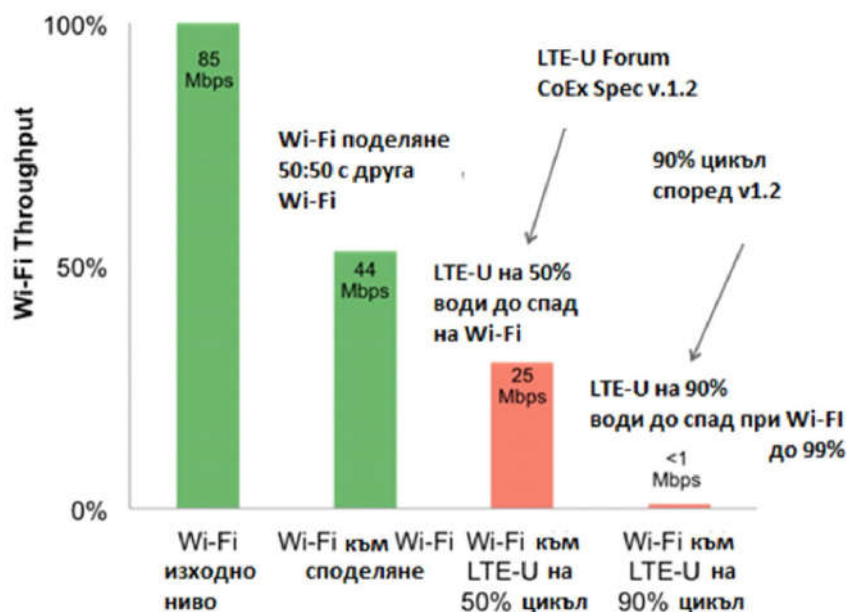 100%
50%
0%
Wi-Fi Throughput
85
Mbps
Wi-Fi поделяне
50:50 с друга
Wi-Fi
44
Mbps
LTE-U Forum
CoEx Spec v.1.2
LTE-U на 50%
води до спад
на Wi-Fi
25
Mbps
90% цикъл
според v1.2
LTE-U на 90%
води до спад при Wi-FI
до 99%
<1
Mbps
Wi-Fi
изходно
ниво
Wi-Fi към Wi-Fi
споделяне
Wi-Fi към
LTE-U на
50% цикъл
Wi-Fi към
LTE-U на
90% цикъл